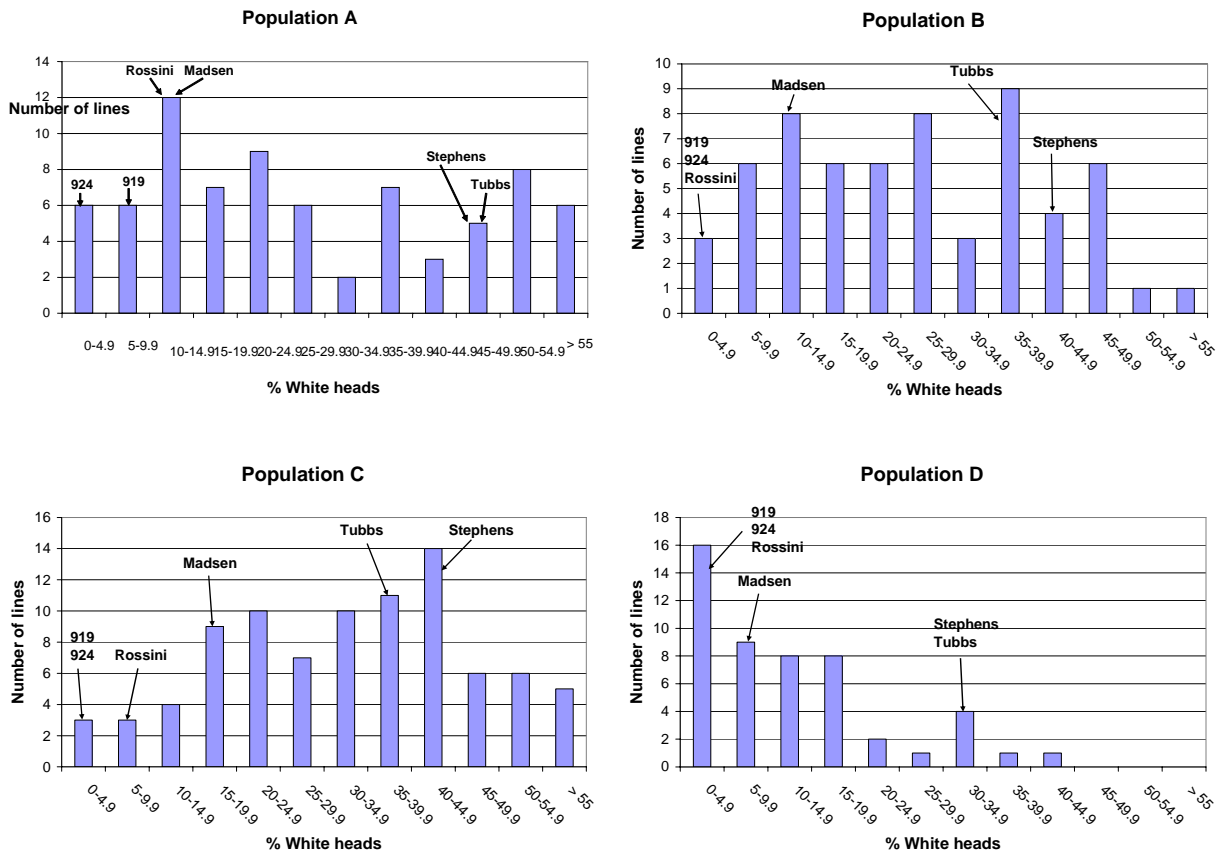 Population A
14
12
10
8
6
4
2
0
Number of lines
Rossini Madsen
924
919
Stephens
Tubbs
0-4.9 5-9.9 10-14.9 15-19.9 20-24.9 25-29.9 30-34.9 35-39.9 40-44.9 45-49.9 50-54.9 > 55
% White heads
Population B
10
9
8
7
6
5
4
3
2
1
0
Number of lines
919
924
Rossini
Madsen
Tubbs
Stephens
0-4.9 5-9.9 10-14.9 15-19.9 20-24.9 25-29.9 30-34.9 35-39.9 40-44.9 45-49.9 50-54.9 > 55
% White heads
Population C
16
14
12
10
8
6
4
2
0
Number of lines
919
924
Rossini
Madsen
Tubbs
Stephens
0-4.9 5-9.9 10-14.9 15-19.9 20-24.9 25-29.9 30-34.9 35-39.9 40-44.9 45-49.9 50-54.9 > 55
% White heads
Population D
18
16
14
12
10
8
6
4
2
0
Number of lines
919
924
Rossini
Madsen
Stephens
Tubbs
0-4.9 5-9.9 10-14.9 15-19.9 20-24.9 25-29.9 30-34.9 35-39.9 40-44.9 45-49.9 50-54.9 > 55
% White heads